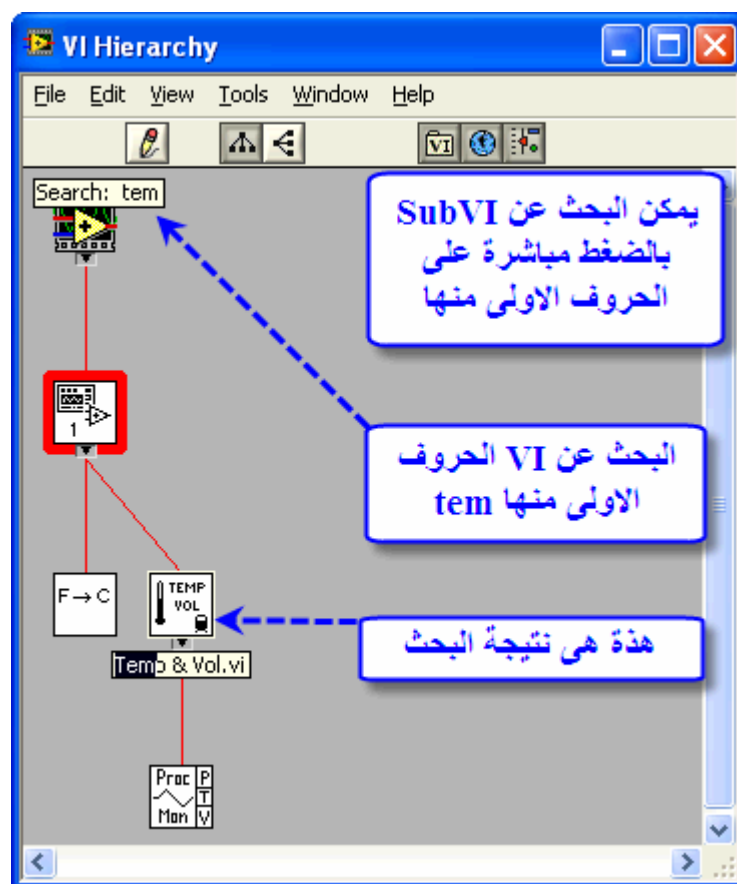 VI Hierarchy
File Edit View Tools Window Help
VI
Search: tem
يمكن البحث عن SubVI
بالضغط مباشرة على
الحروف الاولى منها
1
البحث عن VI الحروف
الاولى منها tem
F→C
TEMP
VOL
هذة هى نتيجة البحث
Temp & Vol.vi
Proc P
T
Mon V